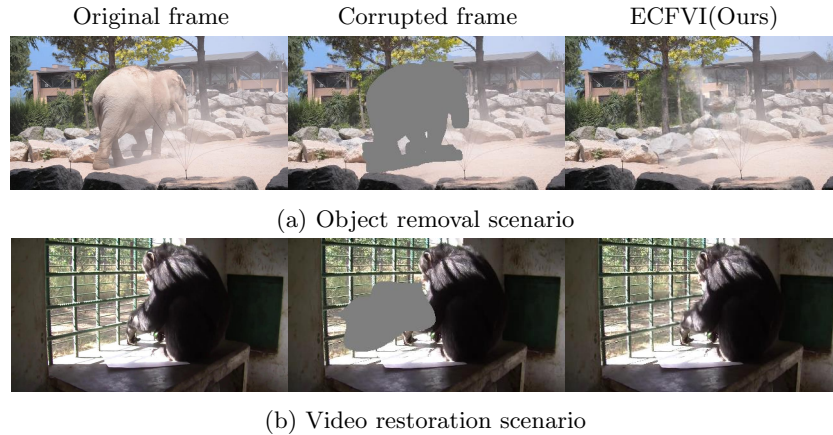 Original frame
Corrupted frame
ECFVI(Ours)
(a) Object removal scenario
(b) Video restoration scenario